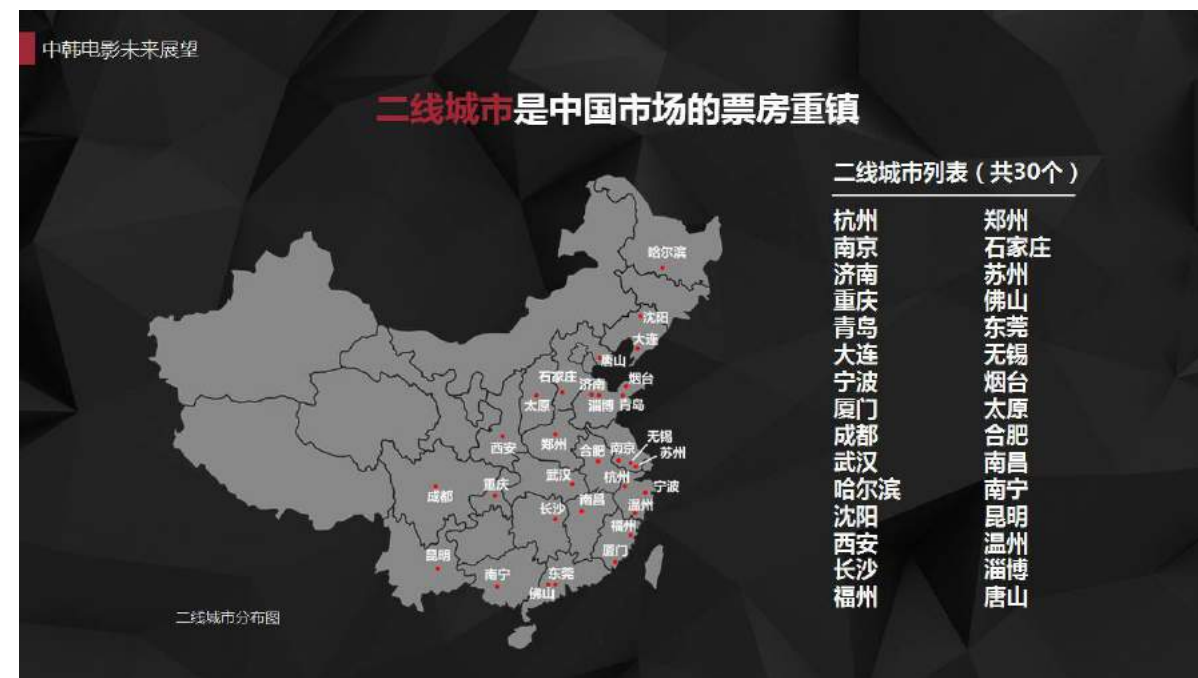 中韩电影未来展望
二线城市是中国市场的票房重镇
二线城市列表（共30个）
杭州 郑州
南京 石家庄
济南 苏州
重庆 佛山
青岛 东莞
大连 无锡
宁波 烟台
厦门 太原
成都 合肥
武汉 南昌
哈尔滨 南宁
沈阳 昆明
西安 温州
长沙 淄博
福州 唐山
哈尔滨
沈阳
大连
唐山
石家庄 济南 烟台
太原 淄博 青岛
西安 郑州 合肥 南京 无锡
苏州
成都 重庆 武汉 杭州 宁波
长沙 南昌 温州
福州
昆明 厦门
南宁 东莞
佛山
二线城市分布图